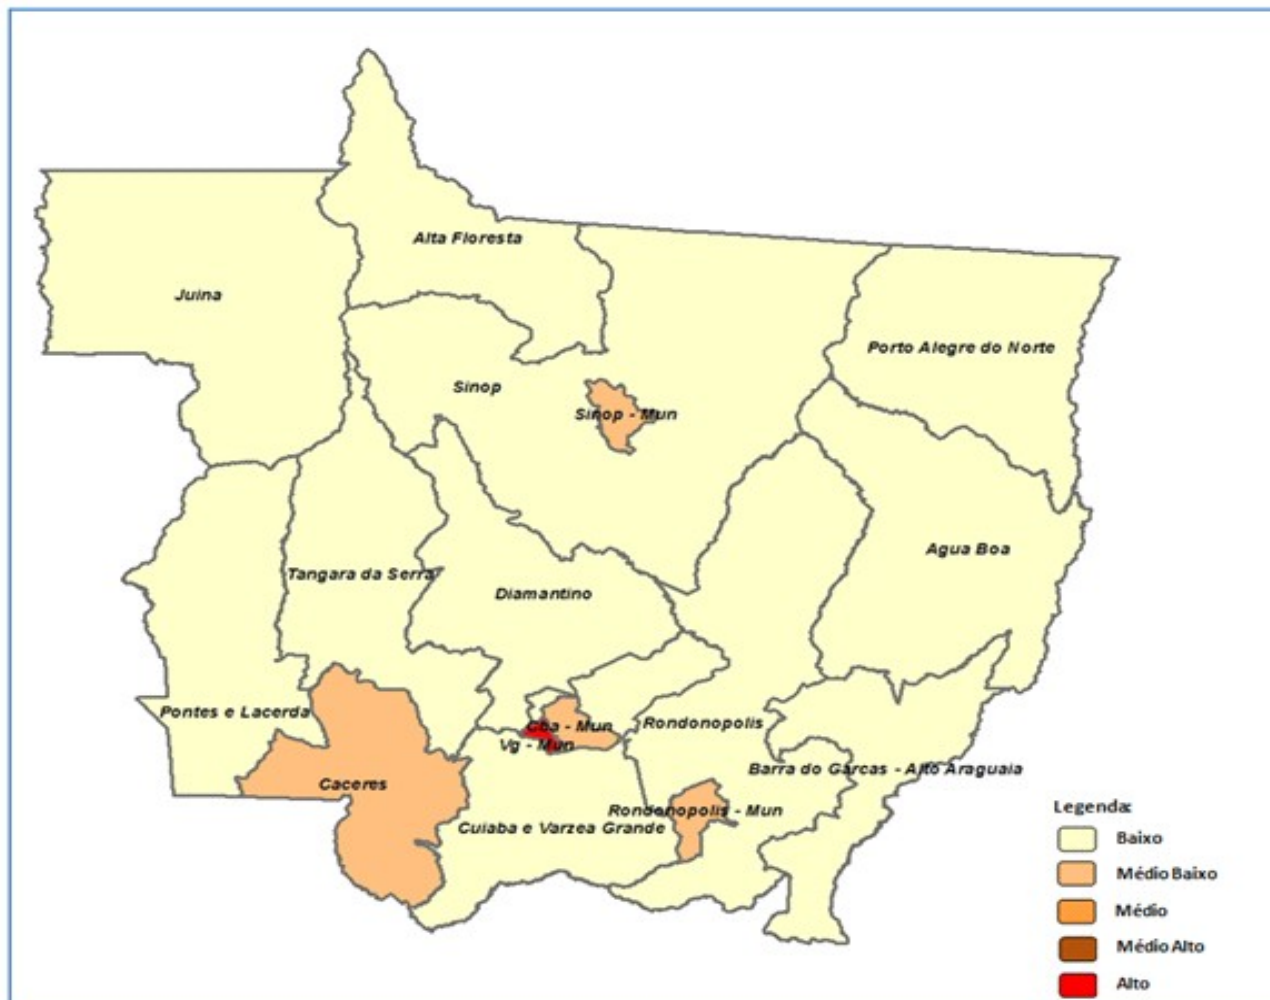 Alta Floresta
Juina
Porto Alegre do Norte
Sinop
Sinop - Mun
Agua Boa
Tangara da Serra
Diamantino
Pontes e Lacerda
Rondonopolis
Cba - Mun
Vg - Mun
Barra do Garcas - Alto Araguaia
Caceres
Rondonopolis - Mun
Cuiaba e Varzea Grande
Legenda:
Baixo
Médio Baixo
Médio
Médio Alto
Alto